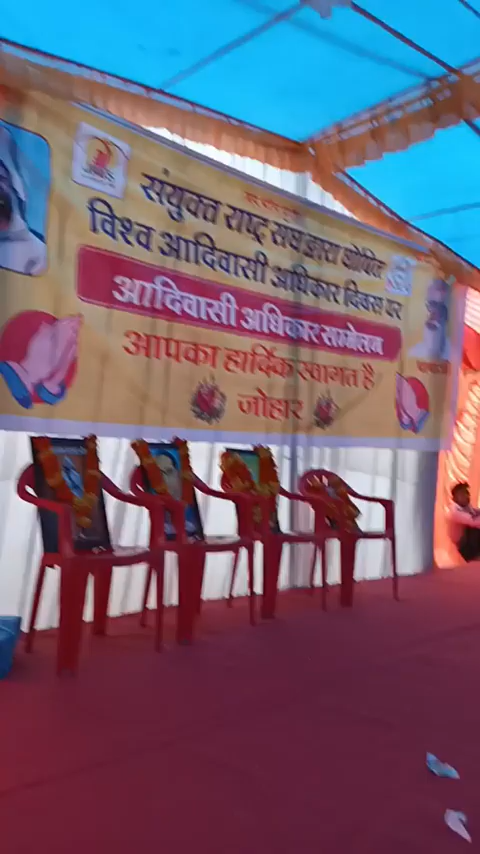 संयुक्त राष्ट्र संघ द्वारा घोषित
विश्व आदिवासी अधिकार दिवस पर
आदिवासी अधिकार सम्मेलन
आपका हार्दिक स्वागत है
जोहार